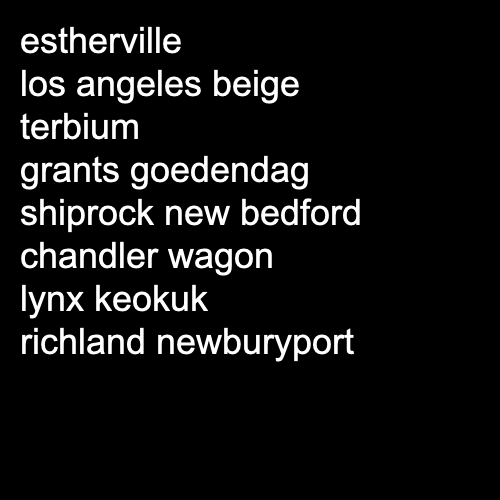 estherville
los angeles beige
terbium
grants goedendag
shiprock new bedford
chandler wagon
lynx keokuk
richland newburyport